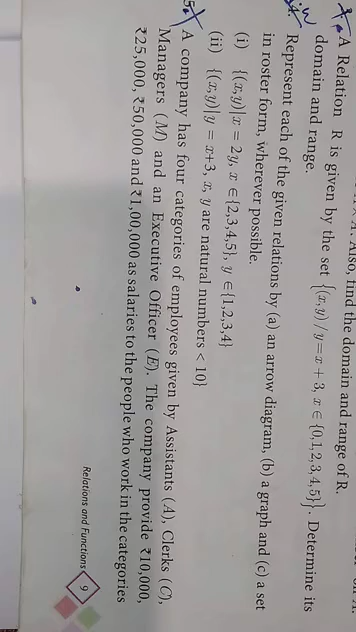 Also, find the domain and range of R.
A Relation R is given by the set {(x,y)/y=x+3, x∈{0,1,2,3,4,5}}. Determine its
domain and range.
Represent each of the given relations by (a) an arrow diagram, (b) a graph and (c) a set
in roster form, wherever possible.
(i) {(x,y)|x = 2y, x ∈{2,3,4,5}, y ∈{1,2,3,4}
(ii) {(x,y)|y = x+3, x, y are natural numbers < 10}
5. A company has four categories of employees given by Assistants (A), Clerks (C),
Managers (M) and an Executive Officer (E). The company provide ₹10,000,
₹25,000, ₹50,000 and ₹1,00,000 as salaries to the people who work in the categories
Relations and Functions 9